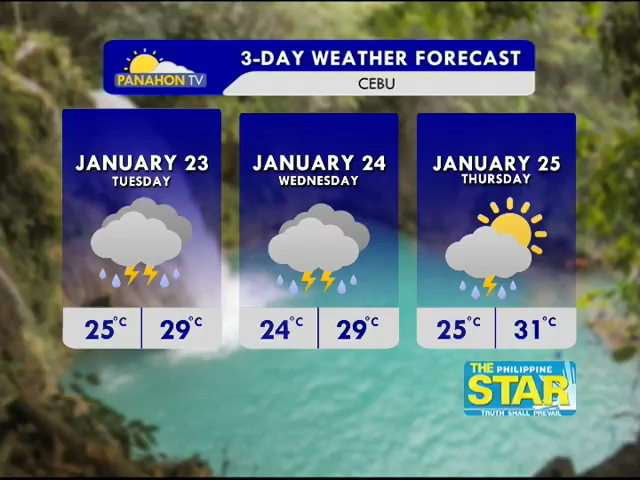 PANAHON TV
3-DAY WEATHER FORECAST
CEBU
JANUARY 23
TUESDAY
25°C
29°C
JANUARY 24
WEDNESDAY
24°C
29°C
JANUARY 25
THURSDAY
25°C
31°C
THE PHILIPPINE
STAR
TRUTH SHALL PREVAIL